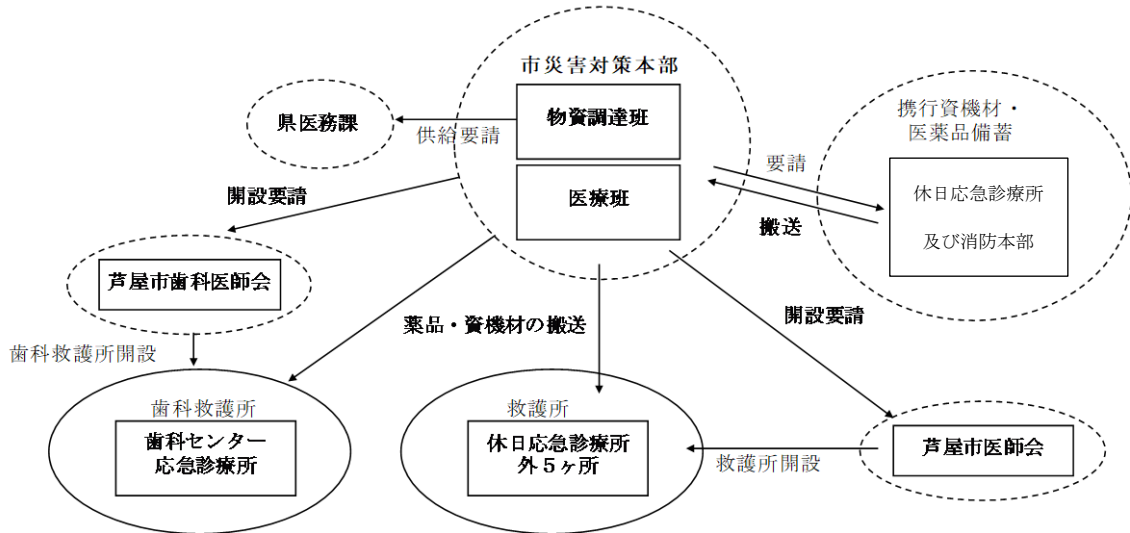 市災害対策本部
物資調達班
医療班
県医務課
供給要請
携行資機材・
医薬品備蓄
休日応急診療所
及び消防本部
要請
搬送
開設要請
芦屋市歯科医師会
薬品・資機材の搬送
開設要請
歯科救護所開設
歯科救護所
歯科センター
応急診療所
救護所
休日応急診療所
外５ヶ所
救護所開設
芦屋市医師会